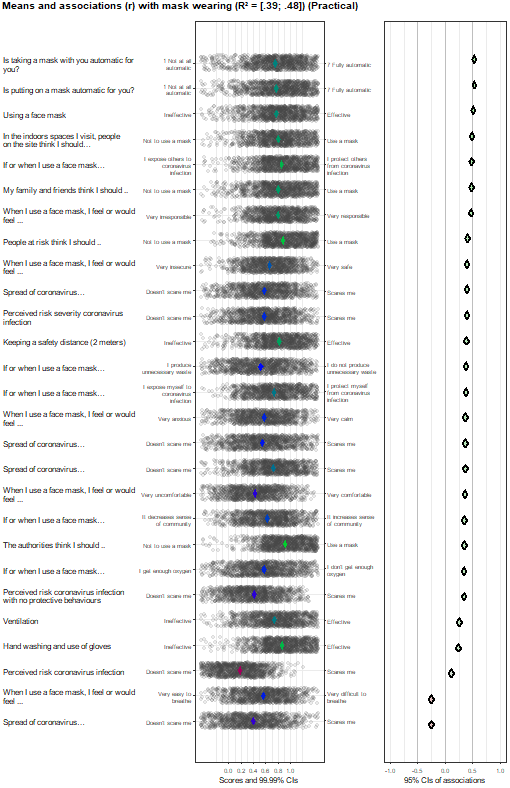 Means and associations (r) with mask wearing (R² = [.39; .48]) (Practical)
Is taking a mask with you automatic for
you?
1 Not at all
automatic
7 Fully automatic
Is putting on a mask automatic for you?
1 Not at all
automatic
7 Fully automatic
Using a face mask
Ineffective
Effective
In the indoors spaces I visit, people
on the site think I should…
Not to use a mask
Use a mask
If or when I use a face mask…
I expose others to
coronavirus
infection
I protect others
from coronavirus
infection
My family and friends think I should ..
Not to use a mask
Use a mask
When I use a face mask, I feel or would
feel ...
Very irresponsible
Very responsible
People at risk think I should ..
Not to use a mask
Use a mask
When I use a face mask, I feel or would
feel ...
Very insecure
Very safe
Spread of coronavirus…
Doesn't scare me
Scares me
Perceived risk severity coronavirus
infection
Doesn't scare me
Scares me
Keeping a safety distance (2 meters)
Ineffective
Effective
If or when I use a face mask…
I produce
unnecessary waste
I do not produce
unnecessary waste
If or when I use a face mask…
I expose myself to
coronavirus
infection
I protect myself
from coronavirus
infection
When I use a face mask, I feel or would
feel ...
Very anxious
Very calm
Spread of coronavirus…
Doesn't scare me
Scares me
Spread of coronavirus…
Doesn't scare me
Scares me
When I use a face mask, I feel or would
feel ...
Very uncomfortable
Very comfortable
If or when I use a face mask…
It decreases sense
of community
It increases sense
of community
The authorities think I should ..
Not to use a mask
Use a mask
If or when I use a face mask…
I get enough oxygen
I don't get enough
oxygen
Perceived risk coronavirus infection
with no protective behaviours
Doesn't scare me
Scares me
Ventilation
Ineffective
Effective
Hand washing and use of gloves
Ineffective
Effective
Perceived risk coronavirus infection
Doesn't scare me
Scares me
When I use a face mask, I feel or would
feel ...
Very easy to
breathe
Very difficult to
breathe
Spread of coronavirus…
Doesn't scare me
Scares me
0.0 0.2 0.4 0.6 0.8 1.0
Scores and 99.99% CIs
-1.0 -0.5 0.0 0.5 1.0
95% CIs of associations